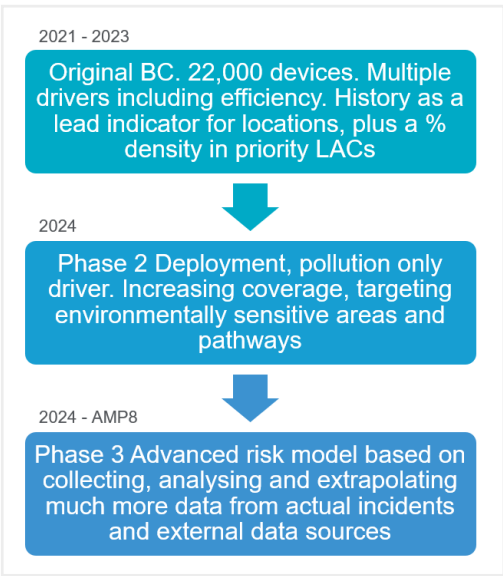 2021 - 2023
Original BC. 22,000 devices. Multiple
drivers including efficiency. History as a
lead indicator for locations, plus a %
density in priority LACs
2024
Phase 2 Deployment, pollution only
driver. Increasing coverage, targeting
environmentally sensitive areas and
pathways
2024 - AMP8
Phase 3 Advanced risk model based on
collecting, analysing and extrapolating
much more data from actual incidents
and external data sources